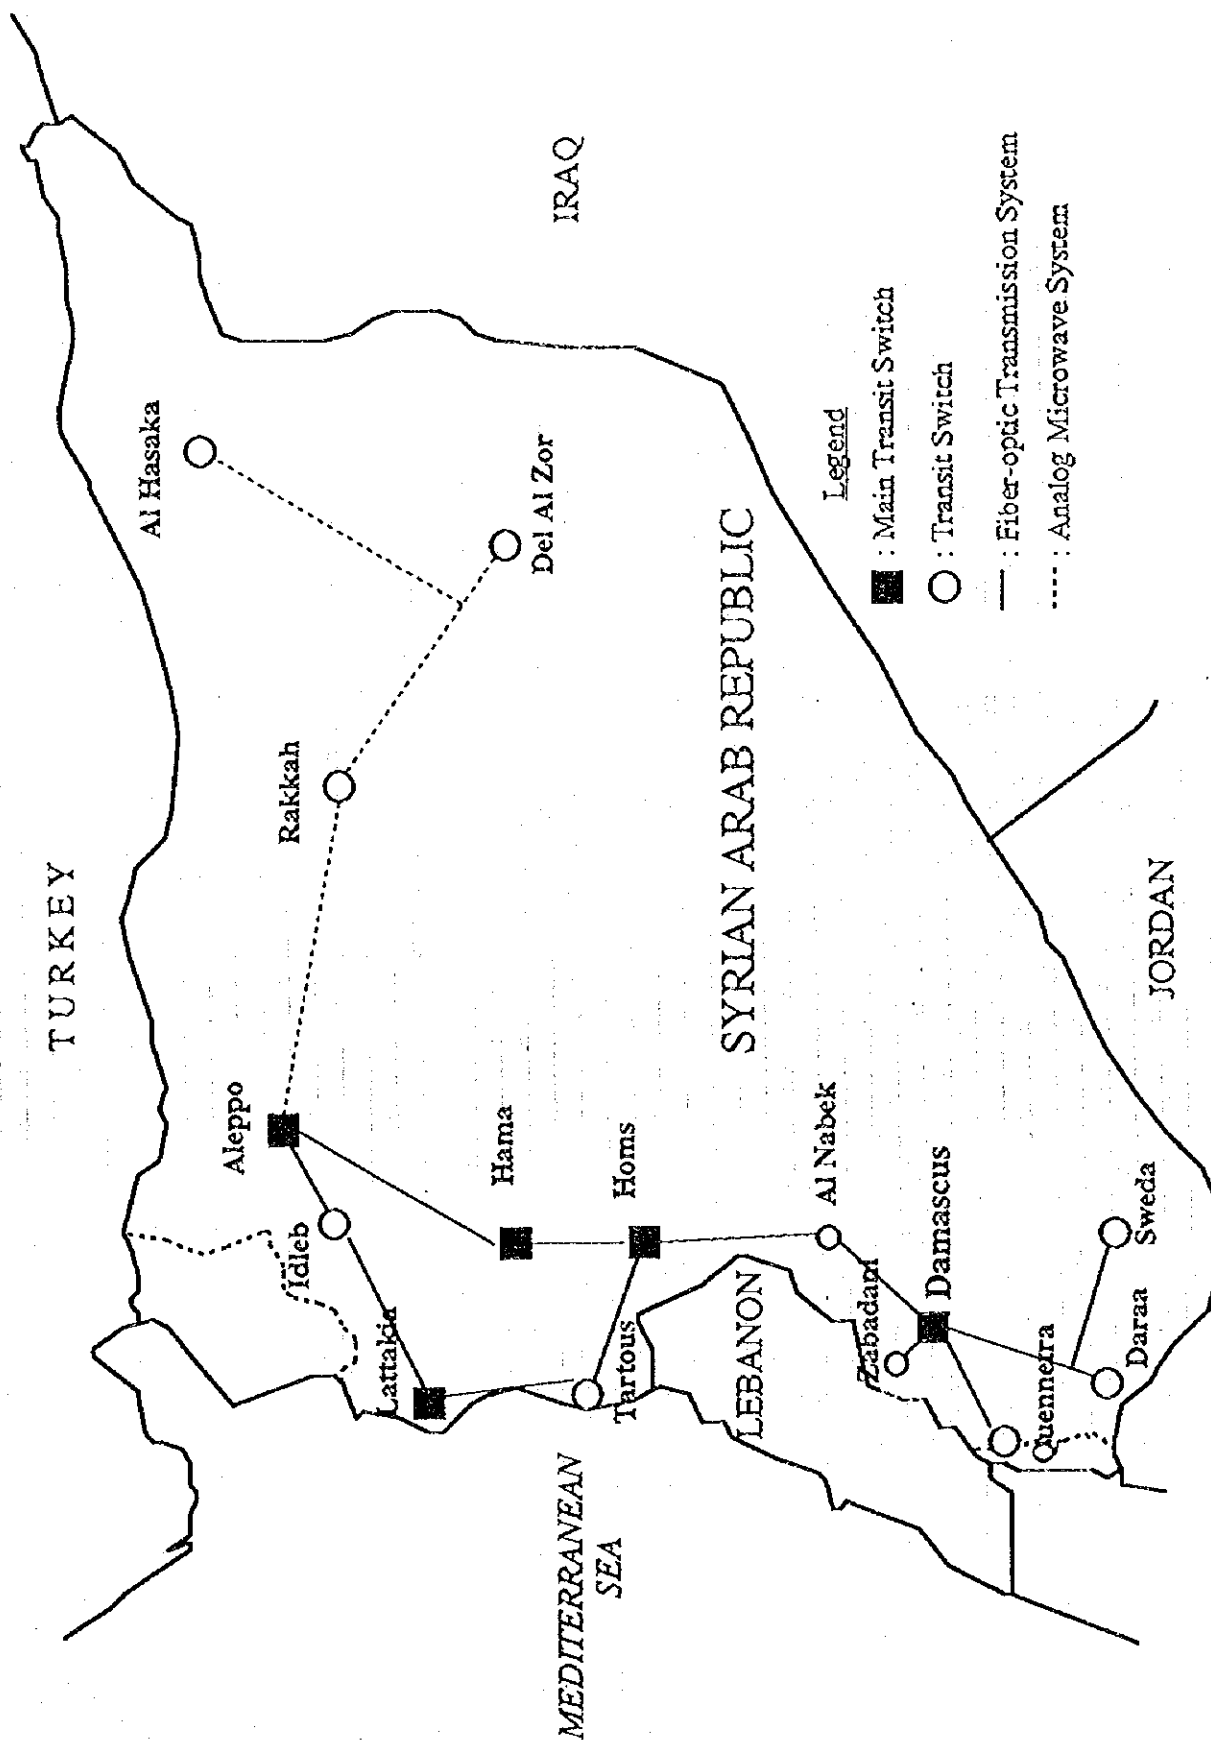 TURKEY
Al Hasaka
IRAQ
Rakkah
Del Al Zor
Aleppo
Idleb
Hama
Lattakia
Homs
Tartous
SYRIAN ARAB REPUBLIC
MEDITERRANEAN
SEA
LEBANON
Al Nabek
Zabadani
Damascus
Sweda
Daraa
JORDAN
Legend
: Main Transit Switch
: Transit Switch
: Fiber-optic Transmission System
: Analog Microwave System